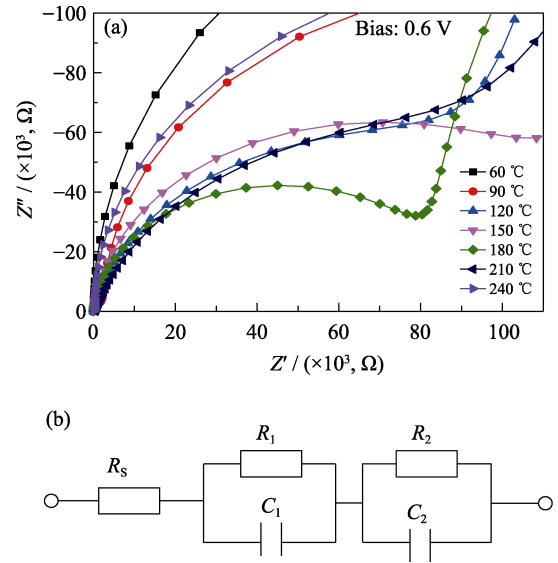 (a)
Bias: 0.6 V
Z″ / (×10³, Ω)
-100
-80
-60
-40
-20
0
60 ℃
90 ℃
120 ℃
150 ℃
180 ℃
210 ℃
240 ℃
0 20 40 60 80 100
Z′ / (×10³, Ω)
(b)
R₁ R₂
R_S
C₁ C₂